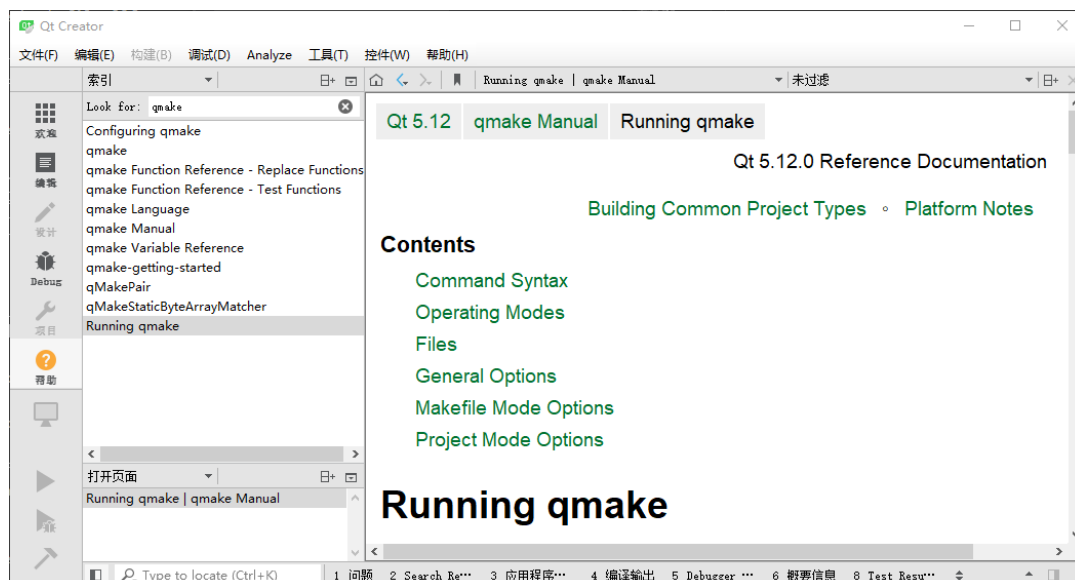 Qt Creator
文件(F) 编辑(E) 构建(B) 调试(D) Analyze 工具(T) 控件(W) 帮助(H)
索引
Running qmake | qmake Manual
未过滤
欢迎
编辑
设计
Debug
项目
帮助
Look for: qmake
Configuring qmake
qmake
qmake Function Reference - Replace Functions
qmake Function Reference - Test Functions
qmake Language
qmake Manual
qmake Variable Reference
qmake-getting-started
qMakePair
qMakeStaticByteArrayMatcher
Running qmake
打开页面
Running qmake | qmake Manual
Qt 5.12 qmake Manual Running qmake
Qt 5.12.0 Reference Documentation
Building Common Project Types ◦ Platform Notes
Contents
Command Syntax
Operating Modes
Files
General Options
Makefile Mode Options
Project Mode Options
Running qmake
Type to locate (Ctrl+K) 1 问题 2 Search Re… 3 应用程序… 4 编译输出 5 Debugger … 6 概要信息 8 Test Resu…